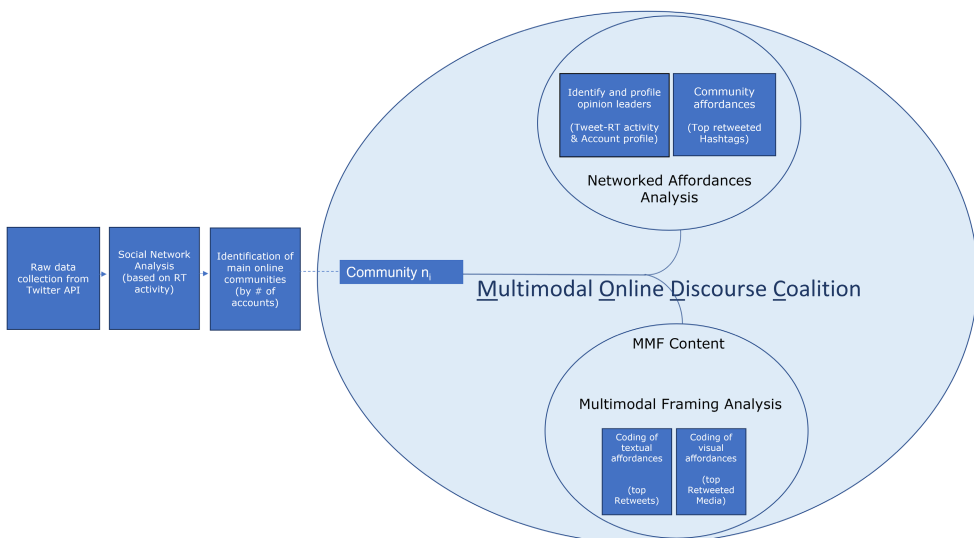 Raw data
collection from
Twitter API
Social Network
Analysis
(based on RT
activity)
Identification of
main online
communities
(by # of
accounts)
Community nᵢ
Identify and profile
opinion leaders
(Tweet-RT activity
& Account profile)
Community
affordances
(Top retweeted
Hashtags)
Networked Affordances
Analysis
Multimodal Online Discourse Coalition
MMF Content
Multimodal Framing Analysis
Coding of
textual
affordances
(top
Retweets)
Coding of
visual
affordances
(top
Retweeted
Media)